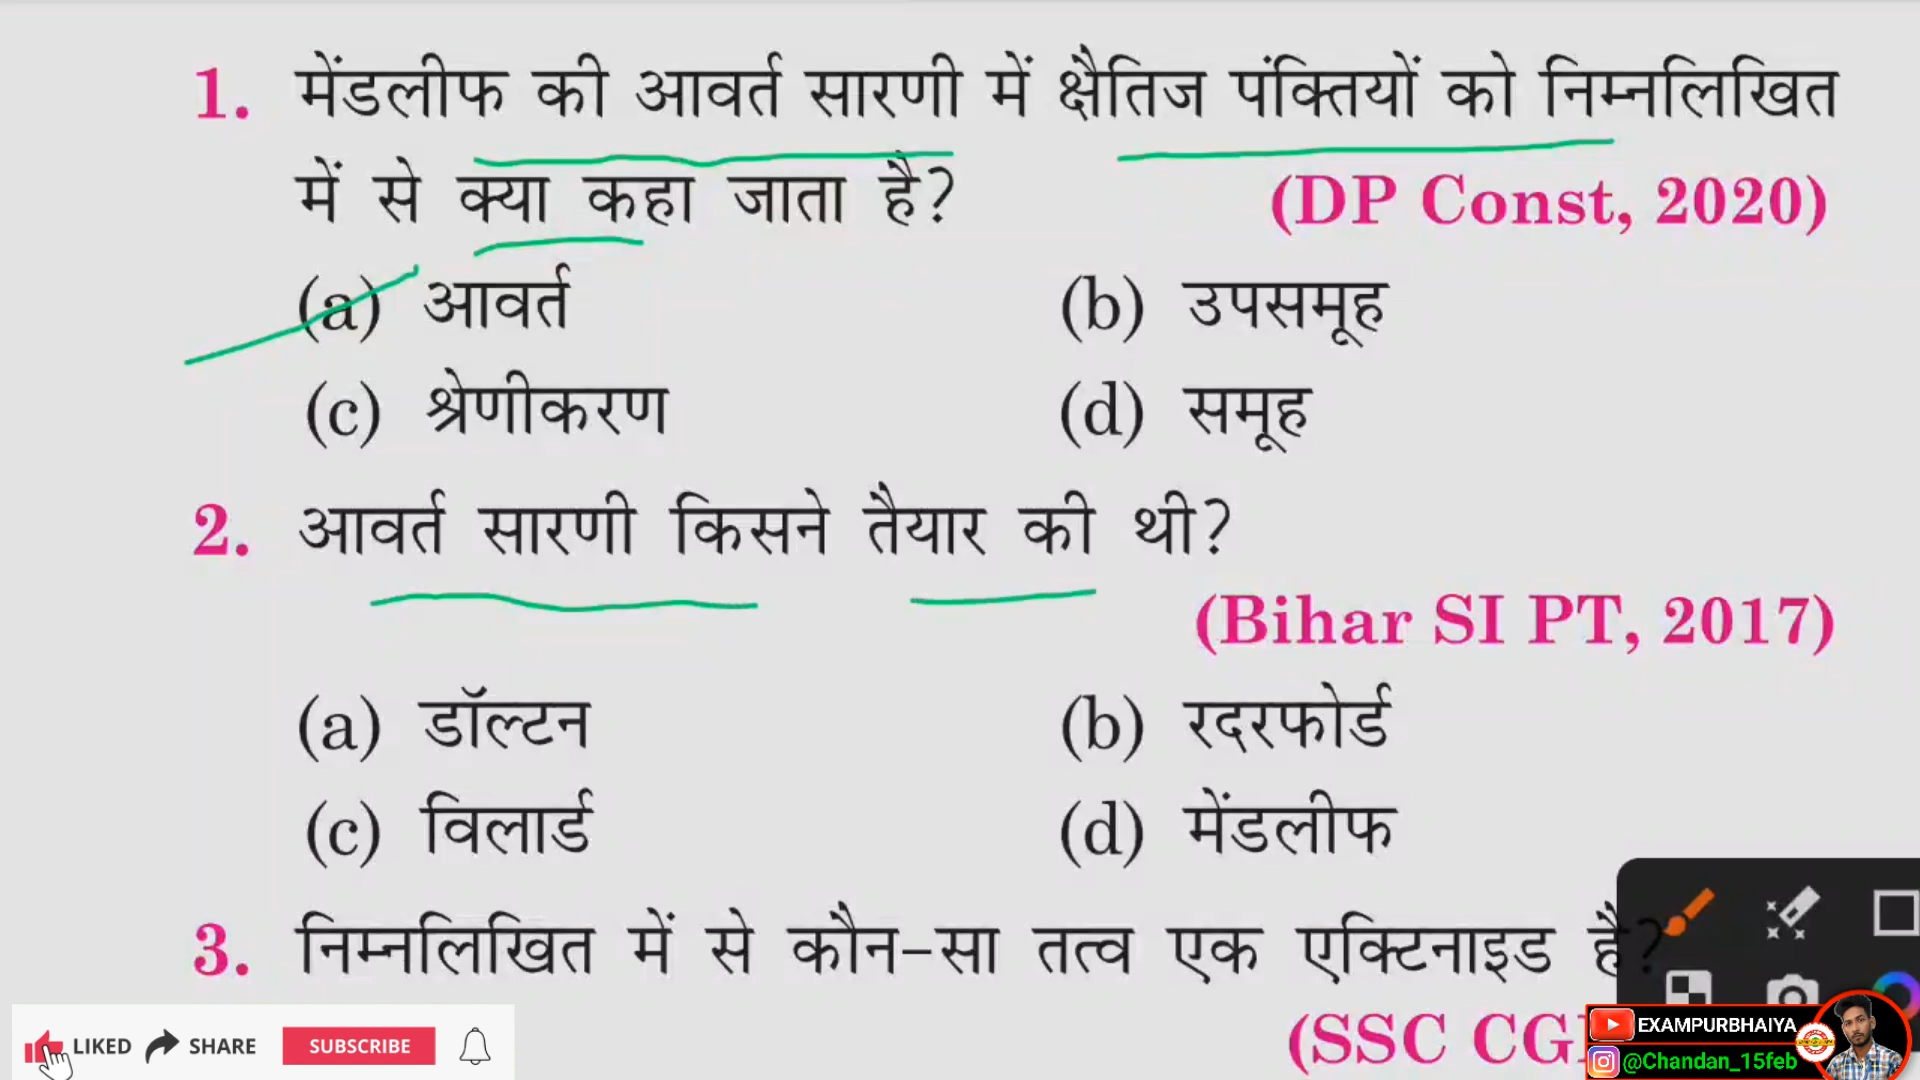 1. मेंडलीफ की आवर्त सारणी में क्षैतिज पंक्तियों को निम्नलिखित
में से क्या कहा जाता है? (DP Const, 2020)
(a) आवर्त (b) उपसमूह
(c) श्रेणीकरण (d) समूह
2. आवर्त सारणी किसने तैयार की थी?
(Bihar SI PT, 2017)
(a) डॉल्टन (b) रदरफोर्ड
(c) विलार्ड (d) मेंडलीफ
3. निम्नलिखित में से कौन-सा तत्व एक एक्टिनाइड है?
(SSC CG
LIKED SHARE SUBSCRIBE
EXAMPURBHAIYA
@Chandan_15feb